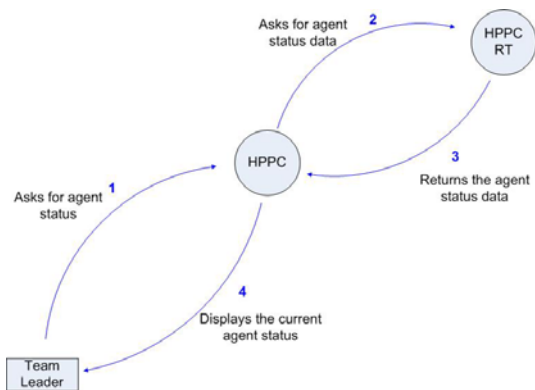 Asks for agent
status data
2
HPPC
RT
HPPC
3
Returns the agent
status data
1
Asks for agent
status
4
Displays the current
agent status
Team
Leader